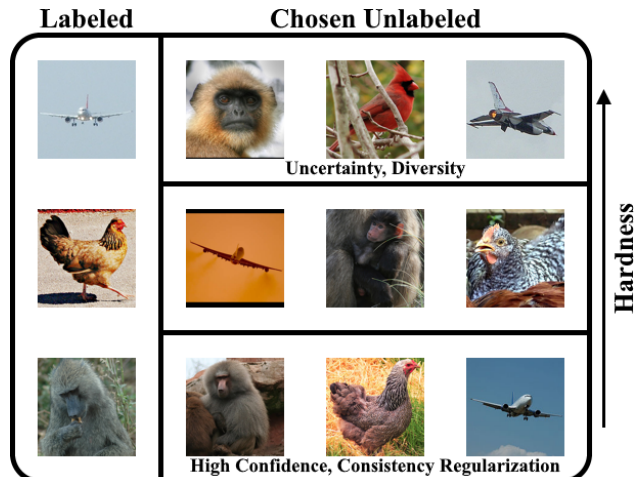 Labeled
Chosen Unlabeled
Uncertainty, Diversity
Hardness
High Confidence, Consistency Regularization